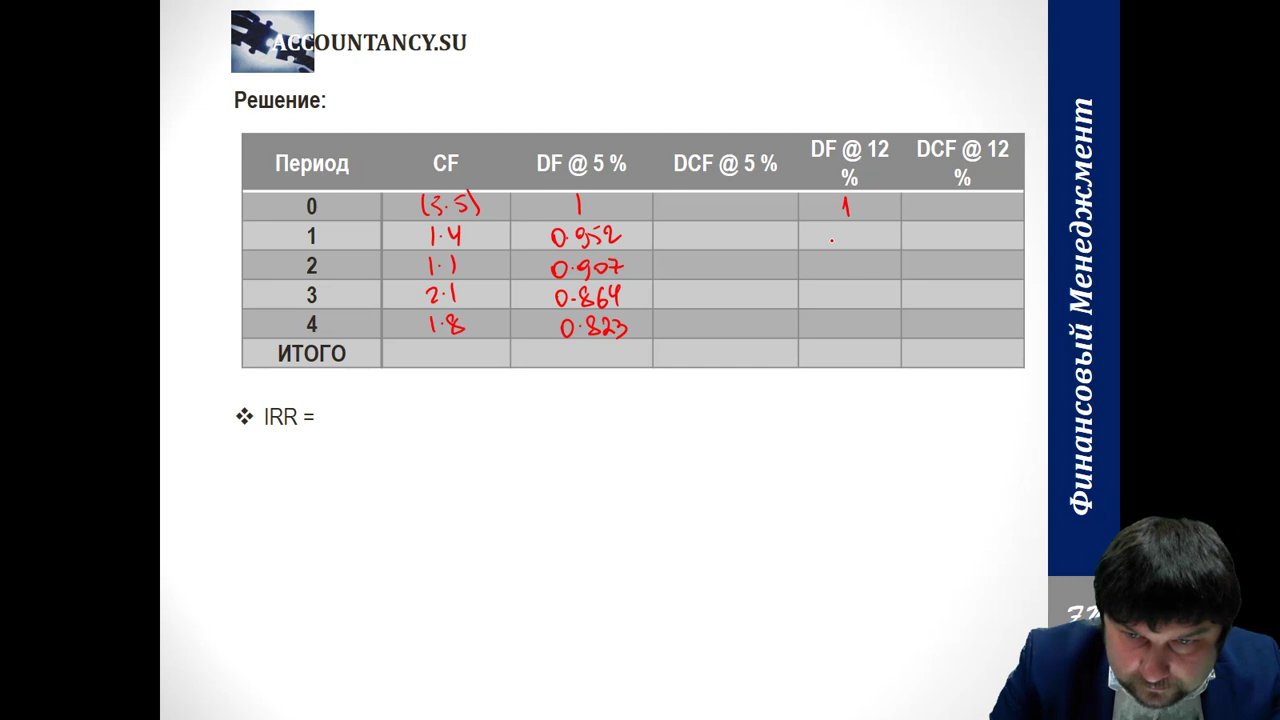 ACCOUNTANCY.SU
Решение:
Период CF DF @ 5 % DCF @ 5 % DF @ 12 % DCF @ 12 %
0 (3.5) 1 1
1 1.4 0.952
2 1.1 0.907
3 2.1 0.864
4 1.8 0.823
ИТОГО
❖ IRR =
Финансовый Менеджмент